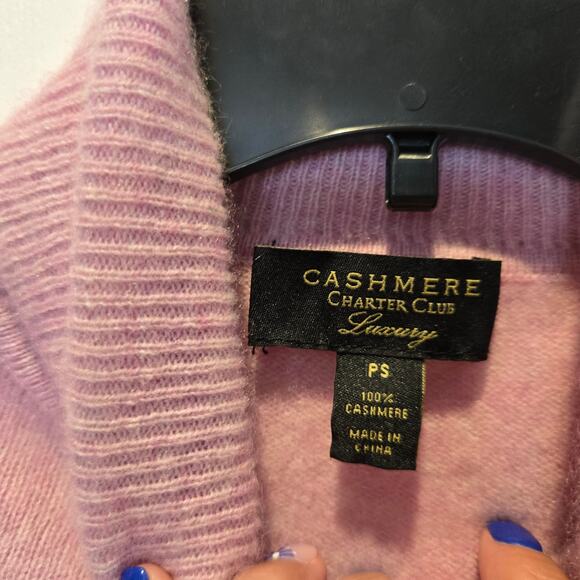 CASHMERE
CHARTER CLUB
Luxury
PS
100%
CASHMERE
MADE IN
CHINA